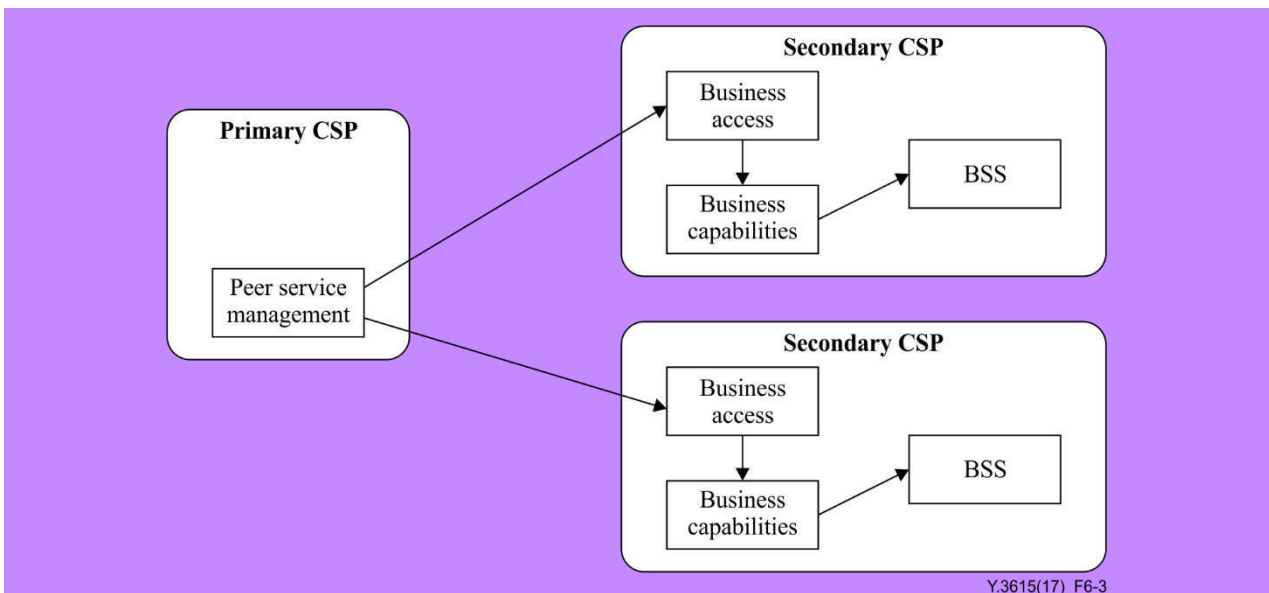 Primary CSP
Peer service
management
Secondary CSP
Business
access
Business
capabilities
BSS
Secondary CSP
Business
access
Business
capabilities
BSS
Y.3615(17)_F6-3